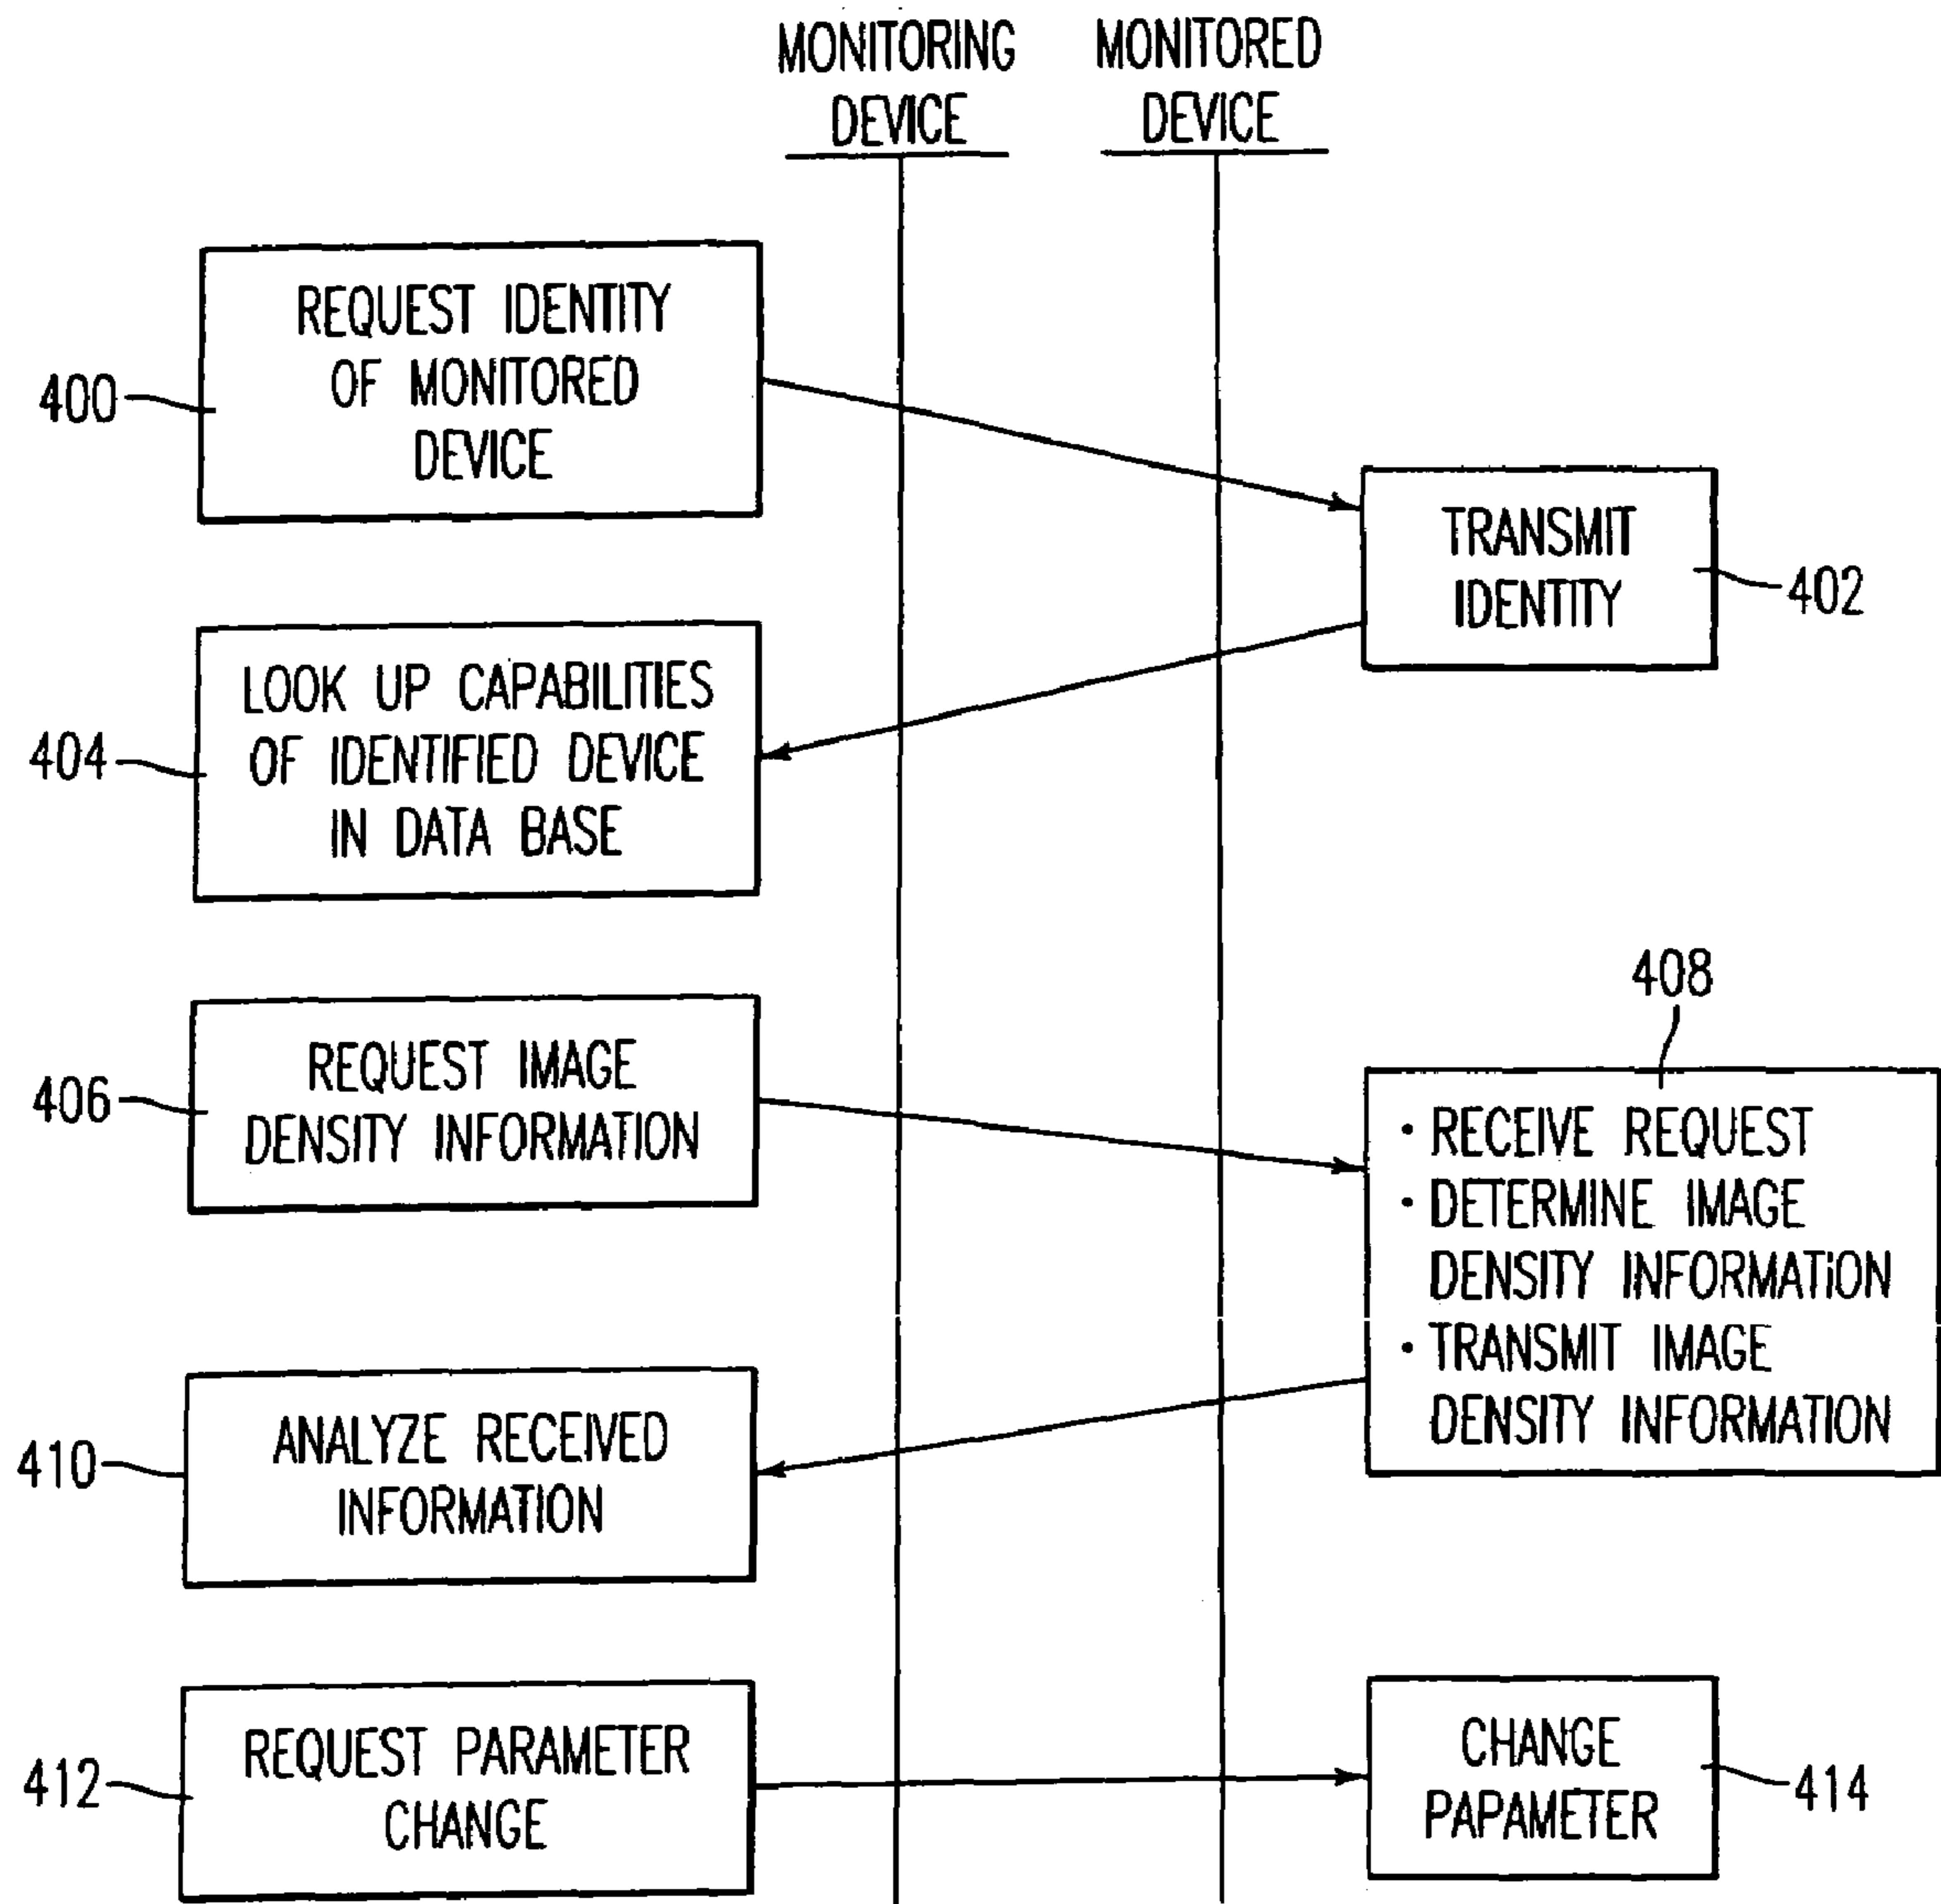 MONITORING
DEVICE
MONITORED
DEVICE
400
REQUEST IDENTITY
OF MONITORED
DEVICE
TRANSMIT
IDENTITY
402
404
LOOK UP CAPABILITIES
OF IDENTIFIED DEVICE
IN DATA BASE
406
REQUEST IMAGE
DENSITY INFORMATION
408
• RECEIVE REQUEST
• DETERMINE IMAGE
DENSITY INFORMATiON
• TRANSMIT IMAGE
DENSITY INFORMATION
410
ANALYZE RECEIVED
INFORMATION
412
REQUEST PARAMETER
CHANGE
CHANGE
PAPAMETER
414